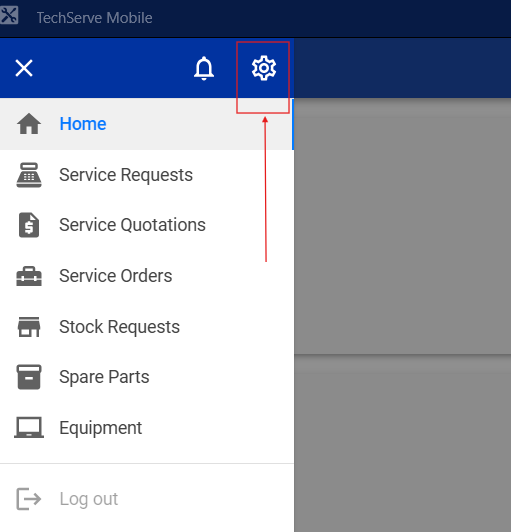 TechServe Mobile
Home
Service Requests
Service Quotations
Service Orders
Stock Requests
Spare Parts
Equipment
Log out